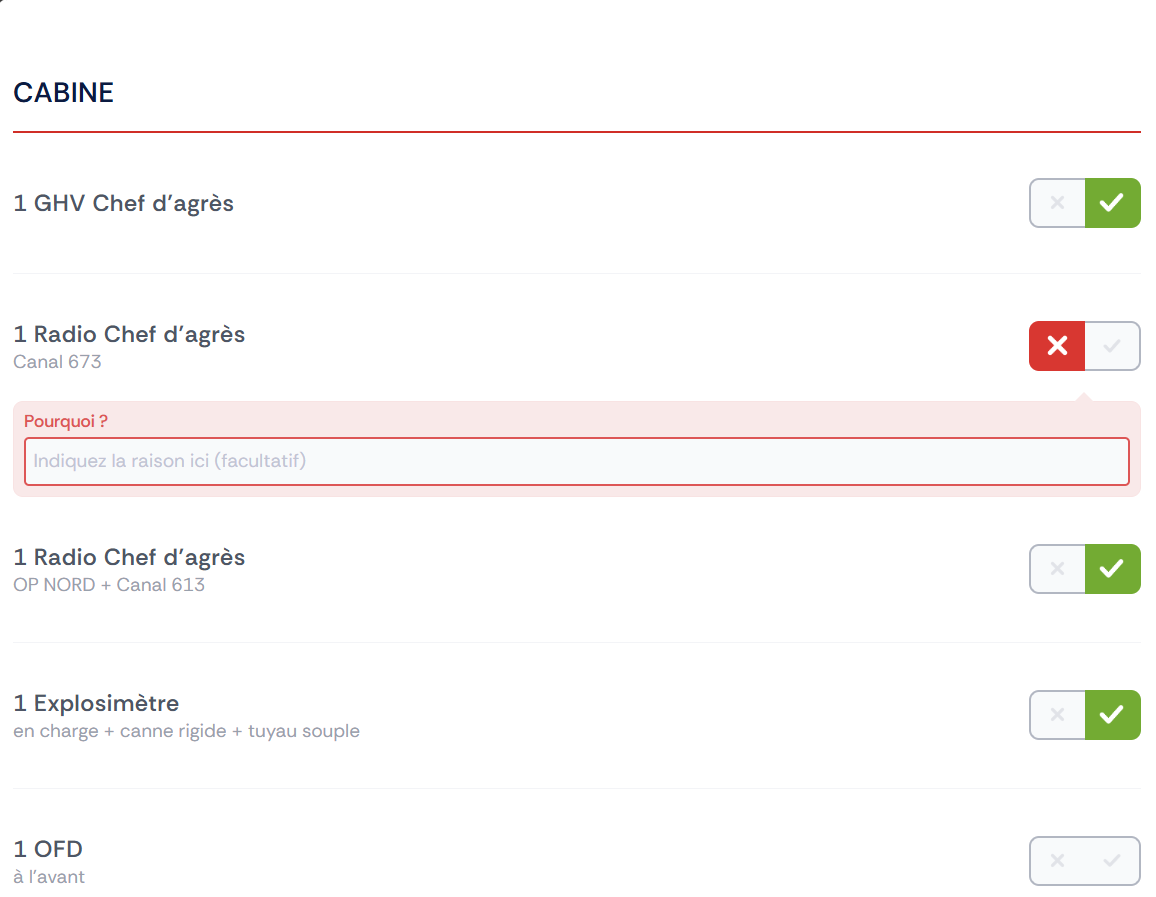 CABINE
1 GHV Chef d'agrès
1 Radio Chef d'agrès
Canal 673
Pourquoi ?
Indiquez la raison ici (facultatif)
1 Radio Chef d'agrès
OP NORD + Canal 613
1 Explosimètre
en charge + canne rigide + tuyau souple
1 OFD
à l'avant